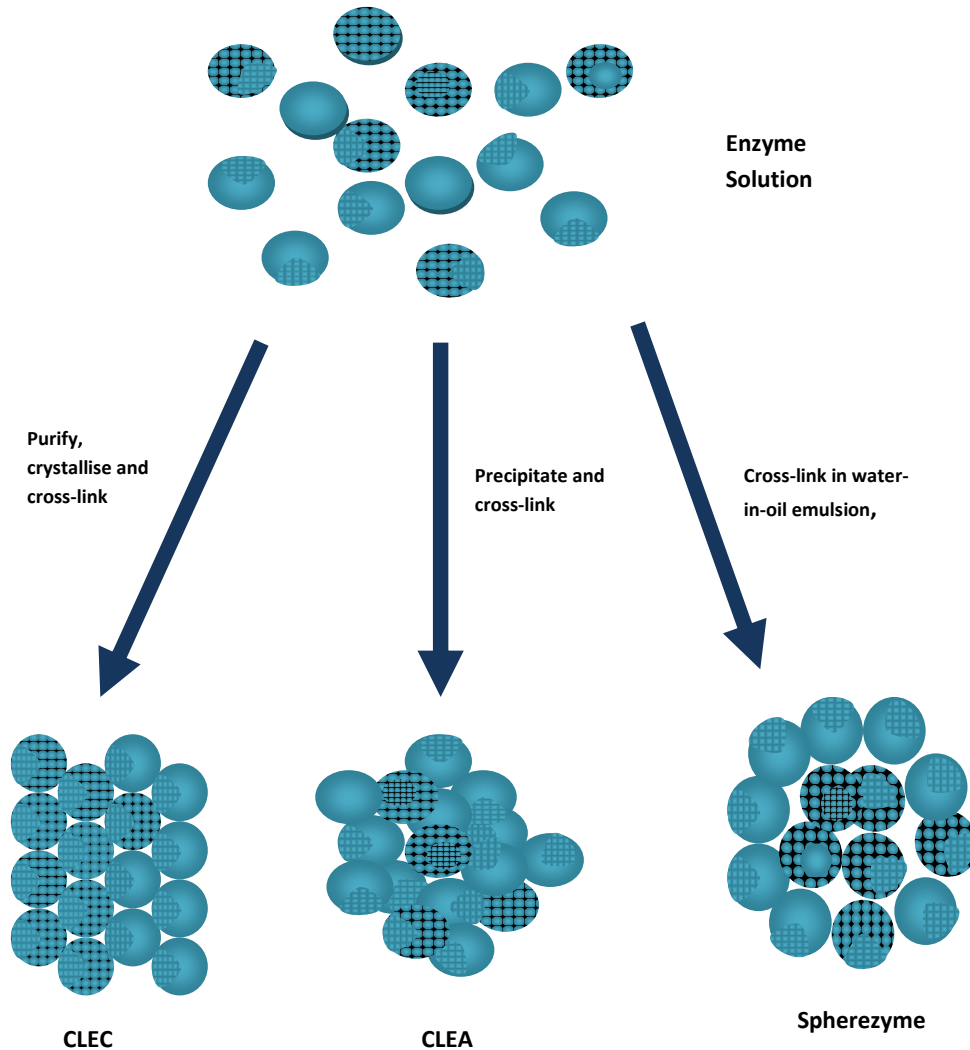 Enzyme
Solution
Purify,
crystallise and
cross-link
Precipitate and
cross-link
Cross-link in water-
in-oil emulsion,
CLEC
CLEA
Spherezyme